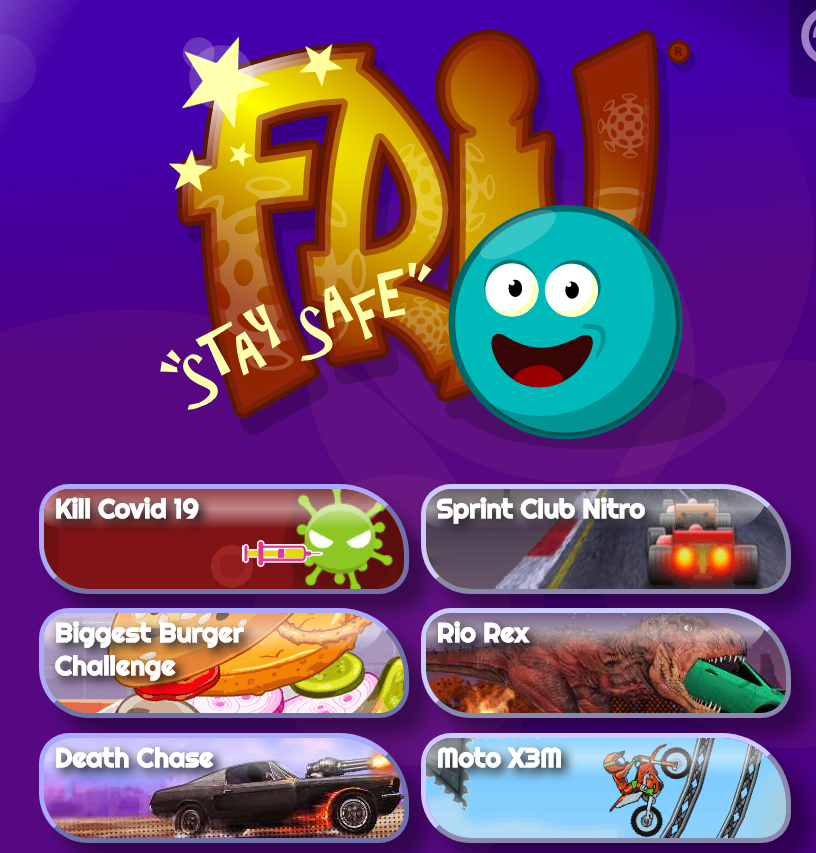 FRIV
®
"STAY SAFE"
Kill Covid 19
Sprint Club Nitro
Biggest Burger
Challenge
Rio Rex
Death Chase
Moto X3M